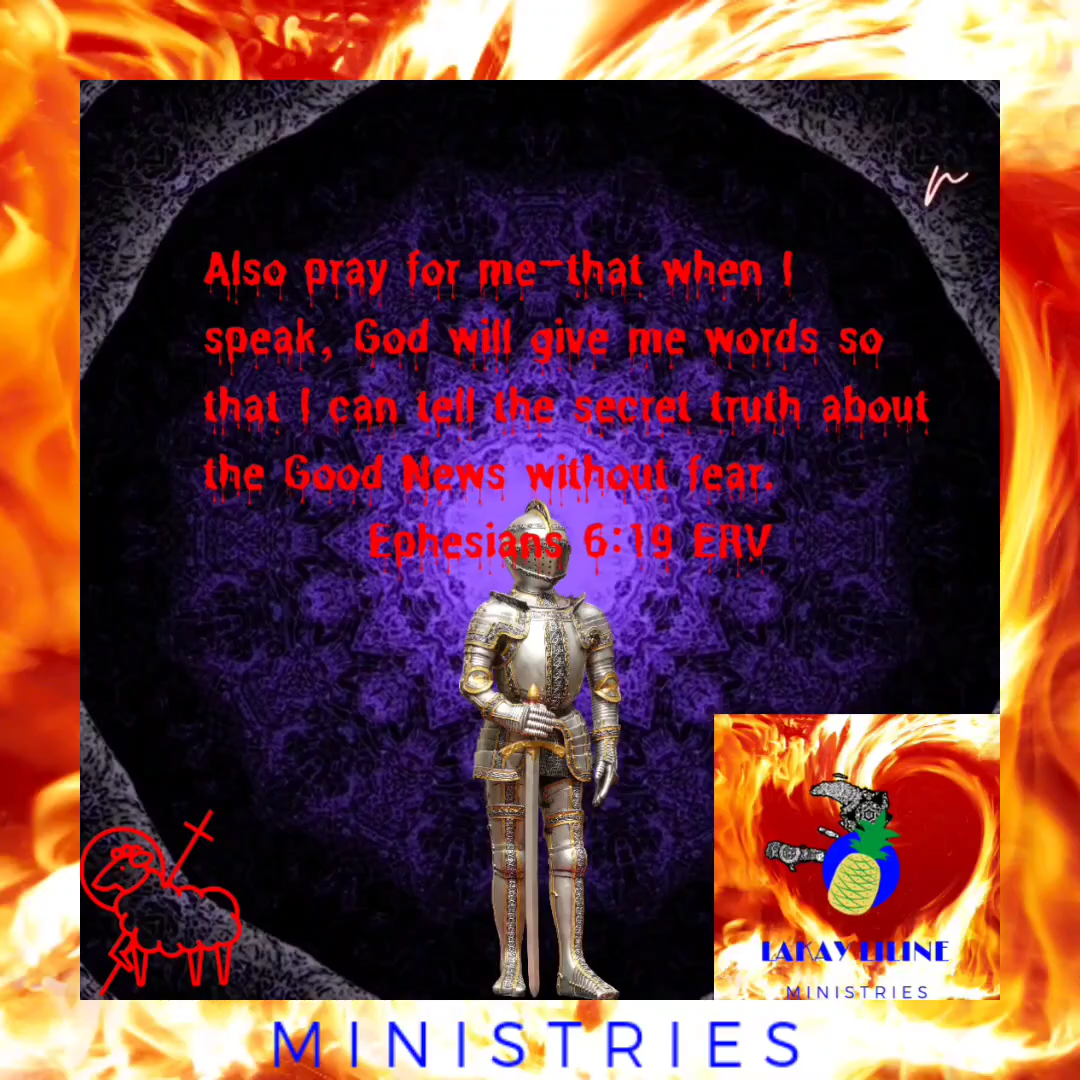 Also pray for me—that when I
speak, God will give me words so
that I can tell the secret truth about
the Good News without fear.
Ephesians 6:19 ERV
LAKAY LILINE
MINISTRIES
MINISTRIES